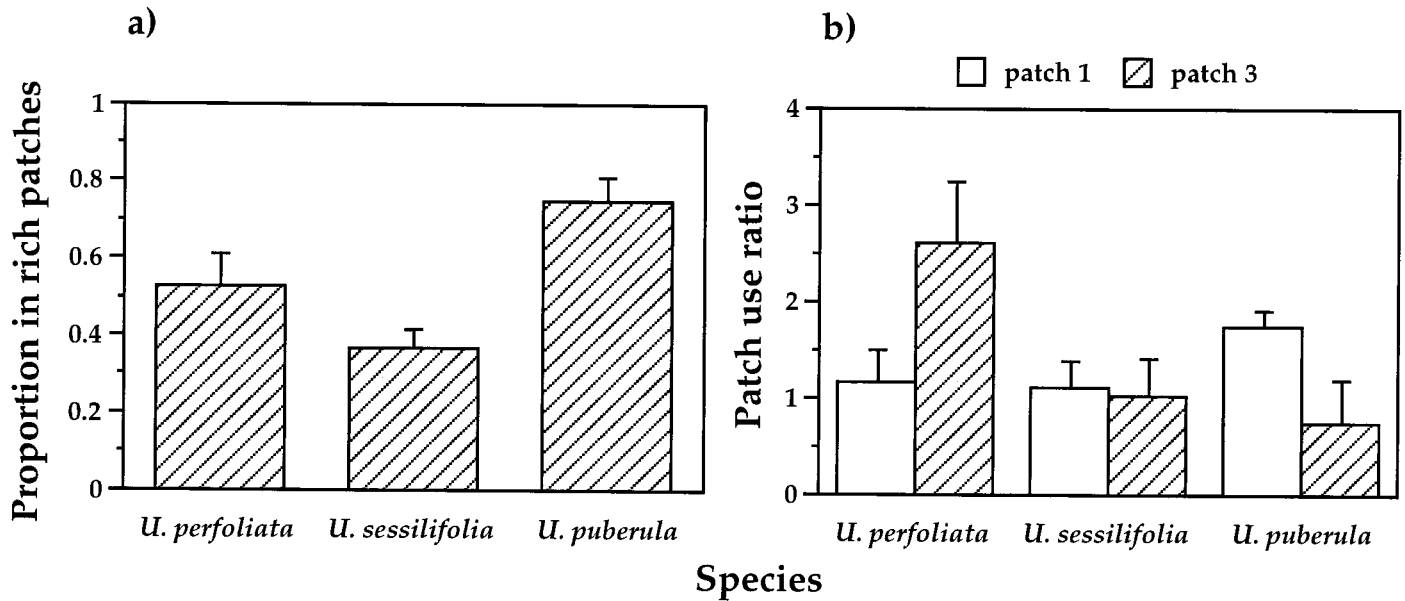 a)
Proportion in rich patches
1
0.8
0.6
0.4
0.2
0
U. perfoliata
U. sessilifolia
U. puberula
b)
patch 1
patch 3
Patch use ratio
4
3
2
1
0
U. perfoliata
U. sessilifolia
U. puberula
Species